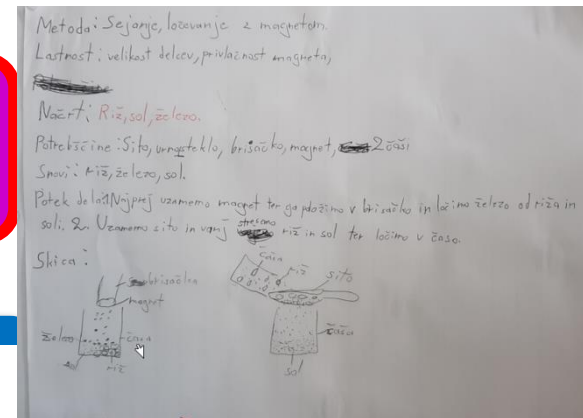 Metoda: Sejanje, ločevanje z magnetom.
Lastnost: velikost delcev, privlačnost magneta,
Načrt: Riž, sol, železo.
Potrebščine: Sito, urno steklo, brisačko, magnet, 2 čaši
Snovi: riž, železo, sol.
Potek dela: 1. Najprej vzamemo magnet ter ga položimo v brisačko in ločimo železo od riža in
soli. 2. Vzamemo sito in vanj stresemo riž in sol ter ločimo v čašo.
Skica:
čaša
riž
sito
brisačka
magnet
železo
čaša
čaša
sol
riž
sol